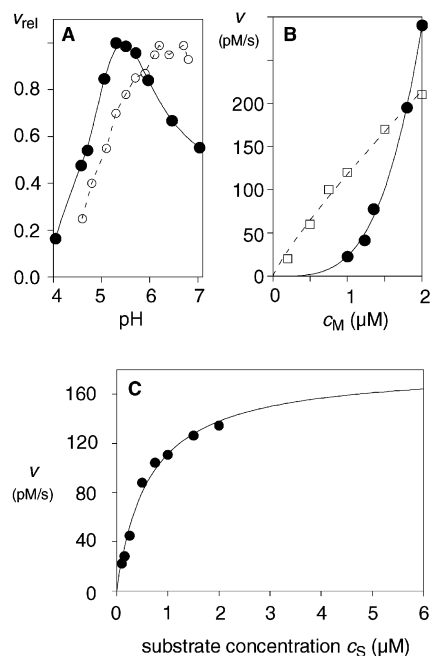 v_rel
A
0.8
0.6
0.4
0.2
0.0
4 5 6 7
pH
v
(pM/s)
B
200
150
100
50
0
0 1 2
c_M (μM)
C
160
120
v
(pM/s)
80
40
0
0 1 2 3 4 5 6
substrate concentration c_S (μM)